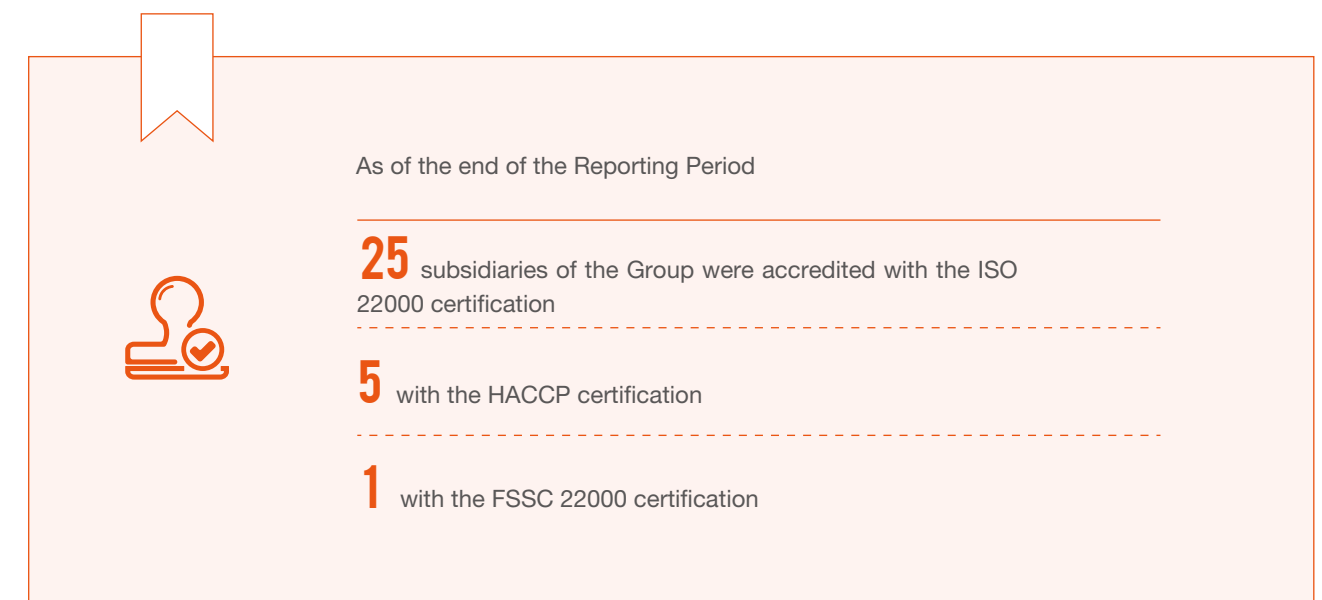 As of the end of the Reporting Period
25 subsidiaries of the Group were accredited with the ISO
22000 certification
5 with the HACCP certification
1 with the FSSC 22000 certification